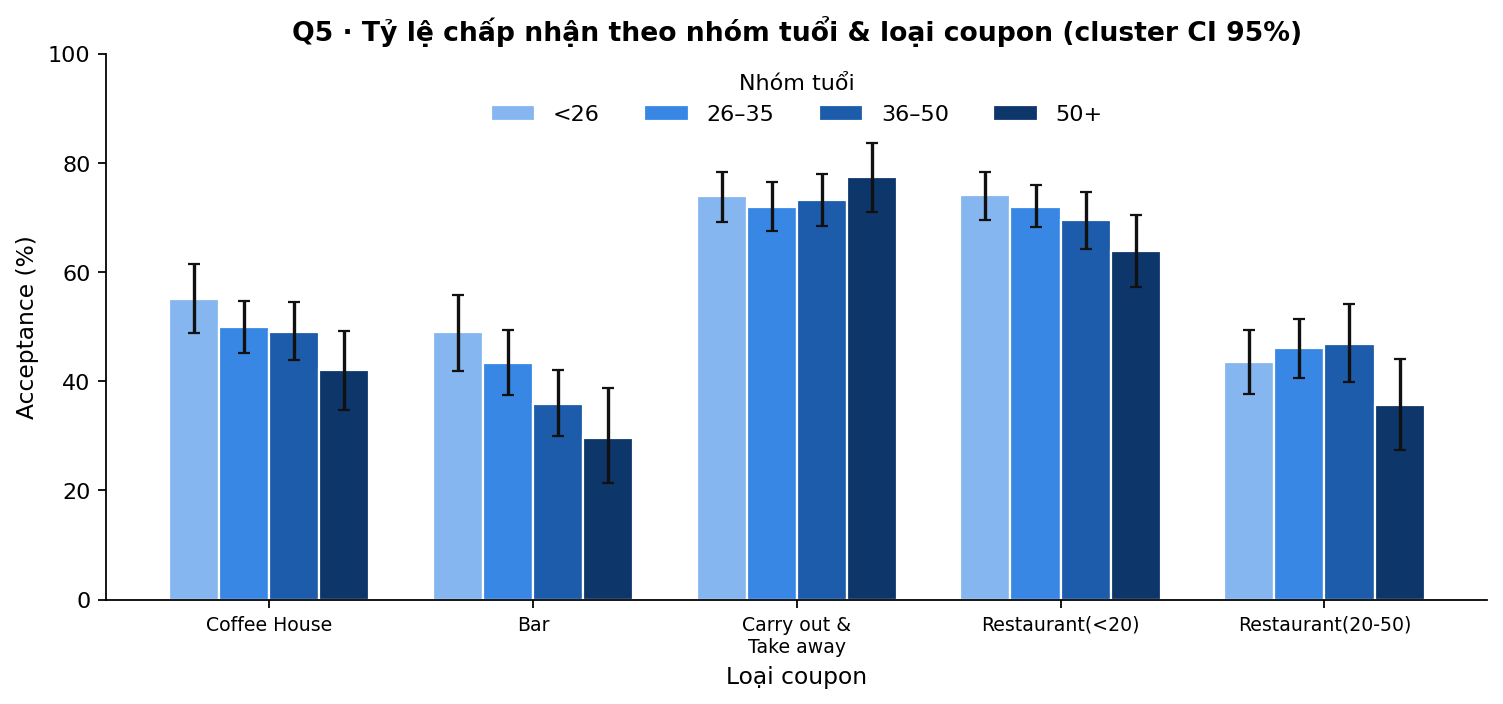 Q5 · Tỷ lệ chấp nhận theo nhóm tuổi & loại coupon (cluster CI 95%)
Nhóm tuổi
<26 26–35 36–50 50+
Acceptance (%)
100
80
60
40
20
0
Coffee House Bar Carry out & Restaurant(<20) Restaurant(20-50)
Take away
Loại coupon